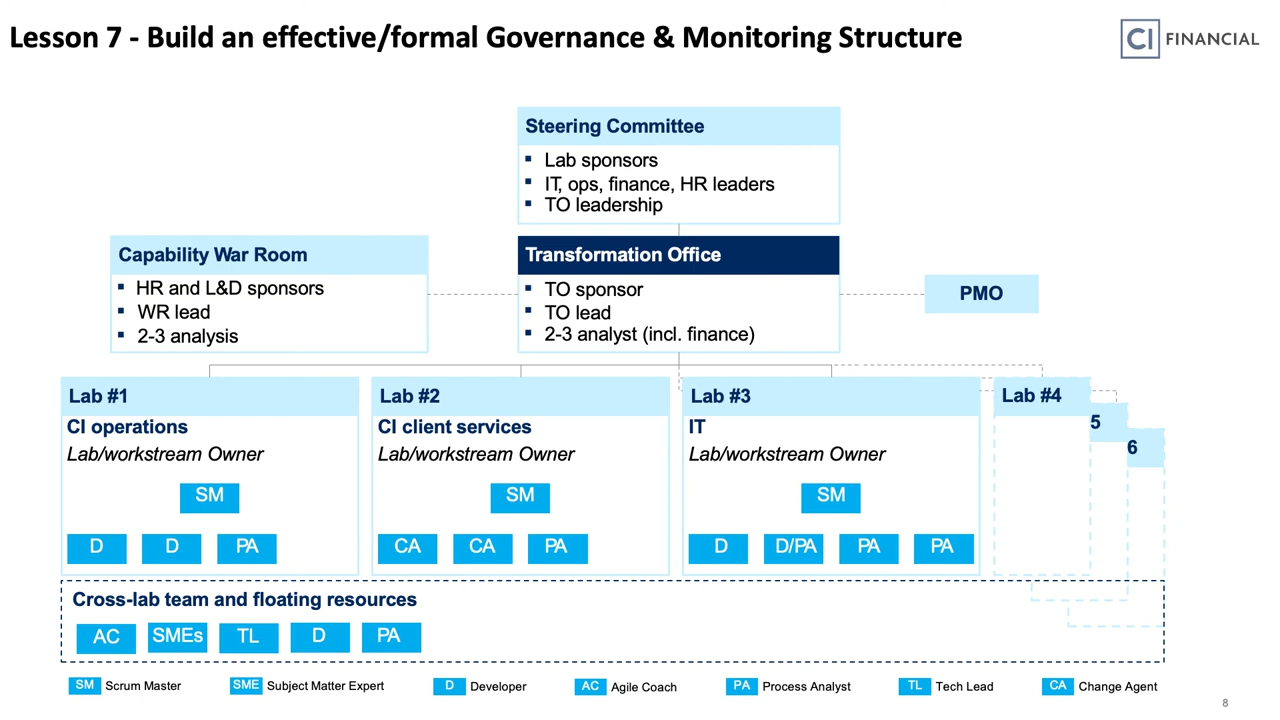 Lesson 7 - Build an effective/formal Governance & Monitoring Structure
CI FINANCIAL
Steering Committee
Lab sponsors
IT, ops, finance, HR leaders
TO leadership
Capability War Room
HR and L&D sponsors
WR lead
2-3 analysis
Transformation Office
TO sponsor
TO lead
2-3 analyst (incl. finance)
PMO
Lab #1
CI operations
Lab/workstream Owner
SM
D D PA
Lab #2
CI client services
Lab/workstream Owner
SM
CA CA PA
Lab #3
IT
Lab/workstream Owner
SM
D D/PA PA PA
Lab #4
5
6
Cross-lab team and floating resources
AC SMEs TL D PA
SM Scrum Master SME Subject Matter Expert D Developer AC Agile Coach PA Process Analyst TL Tech Lead CA Change Agent
8